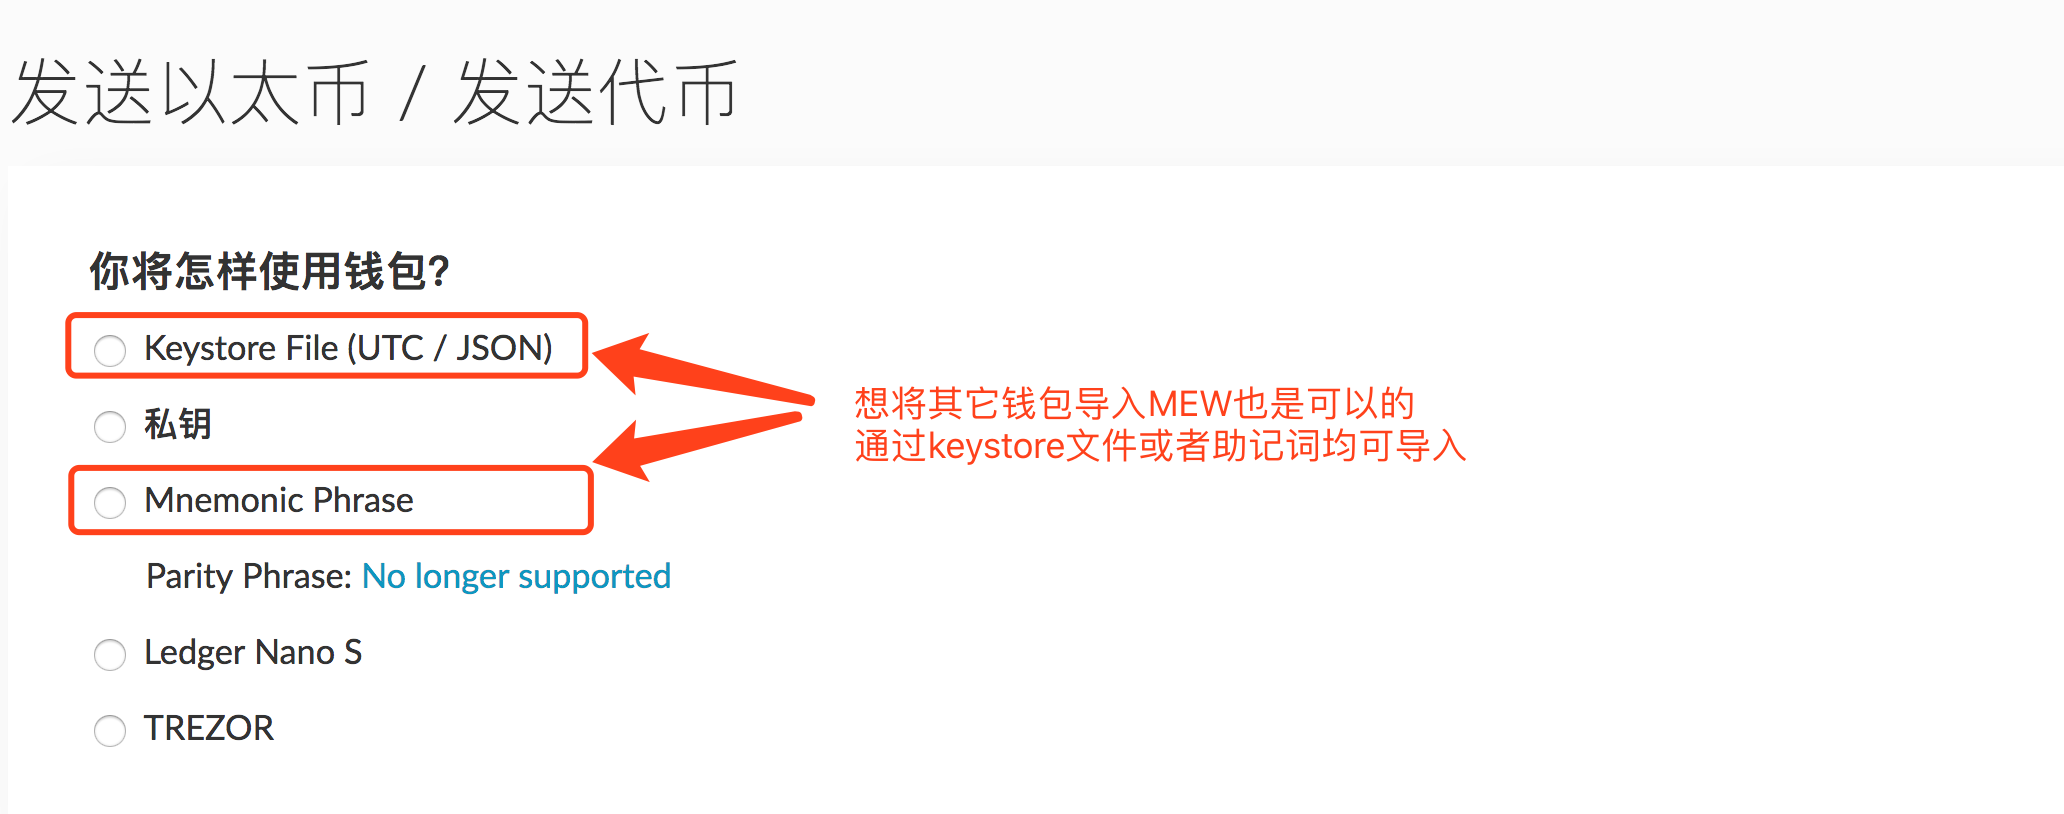 发送以太币 / 发送代币
你将怎样使用钱包?
Keystore File (UTC / JSON)
私钥
Mnemonic Phrase
Parity Phrase: No longer supported
Ledger Nano S
TREZOR
想将其它钱包导入MEW也是可以的
通过keystore文件或者助记词均可导入